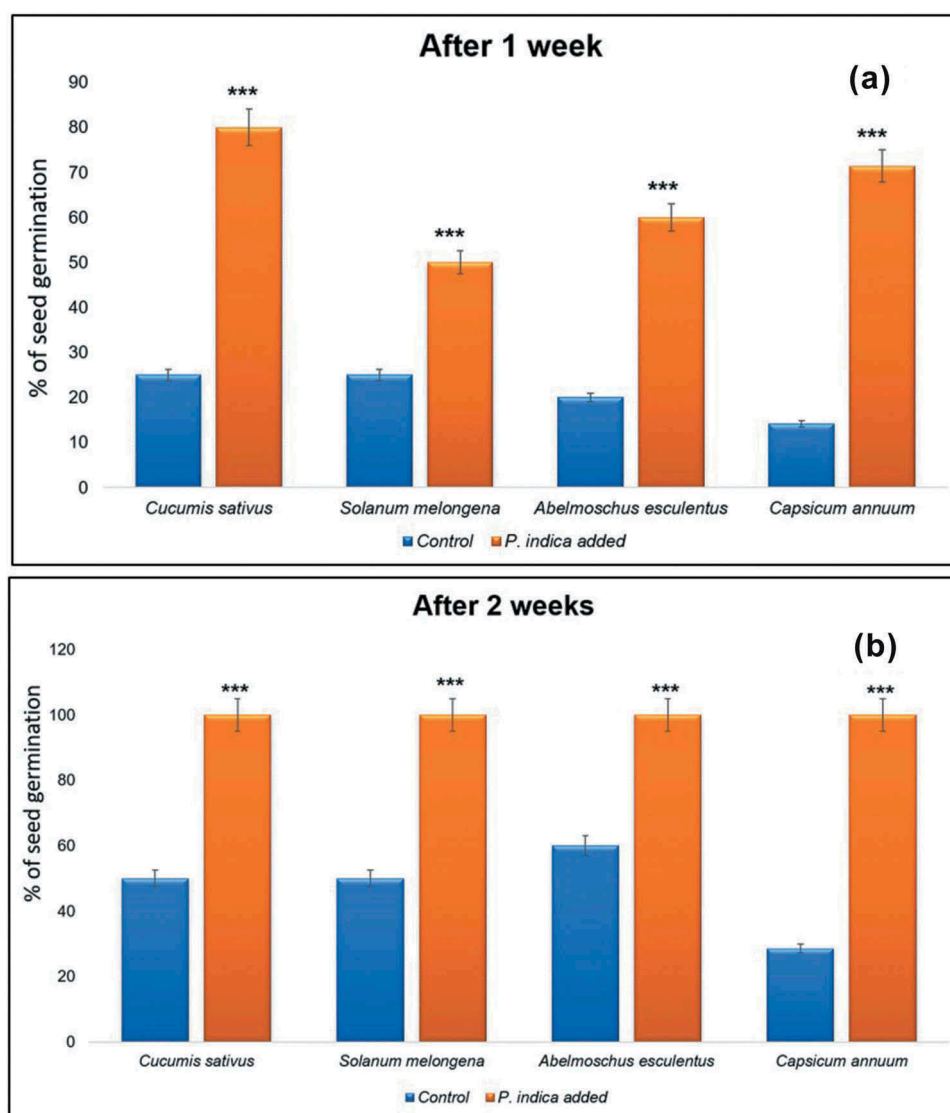 After 1 week
(a)
% of seed germination
90
80
70
60
50
40
30
20
10
0
***
***
***
***
Cucumis sativus
Solanum melongena
Abelmoschus esculentus
Capsicum annuum
Control
P. indica added
After 2 weeks
(b)
% of seed germination
120
100
80
60
40
20
0
***
***
***
***
Cucumis sativus
Solanum melongena
Abelmoschus esculentus
Capsicum annuum
Control
P. indica added